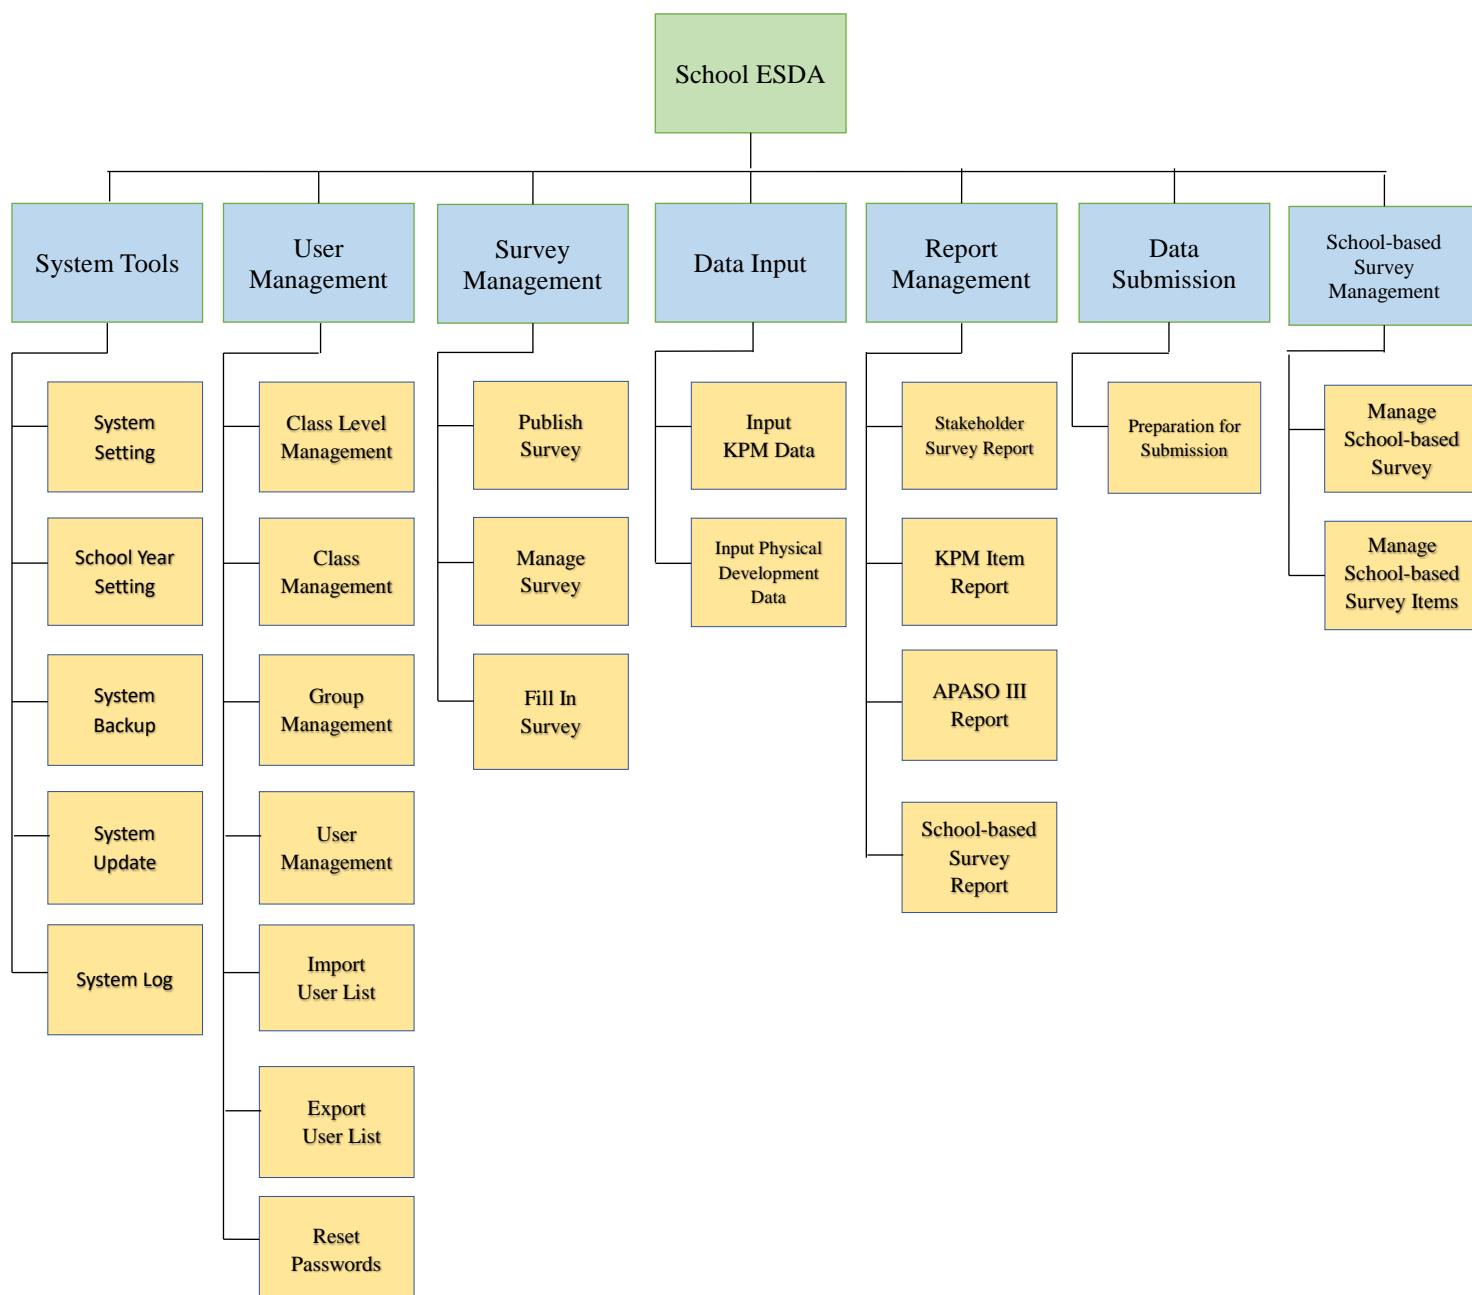 School ESDA
System Tools
User
Management
Survey
Management
Data Input
Report
Management
Data
Submission
School-based
Survey
Management
System
Setting
School Year
Setting
System
Backup
System
Update
System Log
Class Level
Management
Class
Management
Group
Management
User
Management
Import
User List
Export
User List
Reset
Passwords
Publish
Survey
Manage
Survey
Fill In
Survey
Input
KPM Data
Input Physical
Development
Data
Stakeholder
Survey Report
KPM Item
Report
APASO III
Report
School-based
Survey
Report
Preparation for
Submission
Manage
School-based
Survey
Manage
School-based
Survey Items